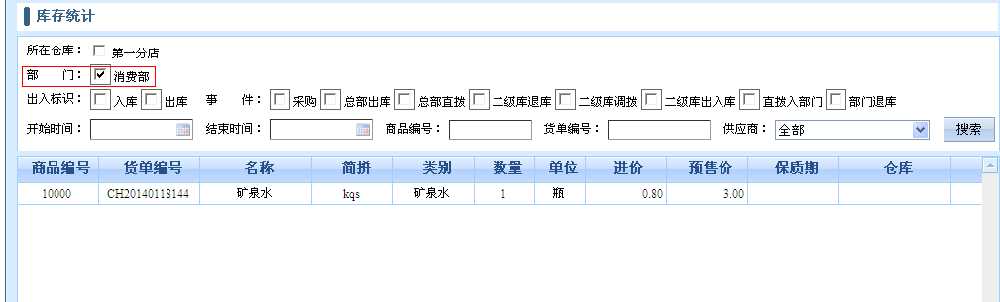 库存统计
所在仓库： 第一分店
部 门： 消费部
出入标识： 入库 出库 事 件： 采购 总部出库 总部直拨 二级库退库 二级库调拨 二级库出入库 直拨入部门 部门退库
开始时间： 结束时间： 商品编号： 货单编号： 供应商： 全部 搜索
商品编号 货单编号 名称 简拼 类别 数量 单位 进价 预售价 保质期 仓库
10000 CH20140118144 矿泉水 kqs 矿泉水 1 瓶 0.80 3.00